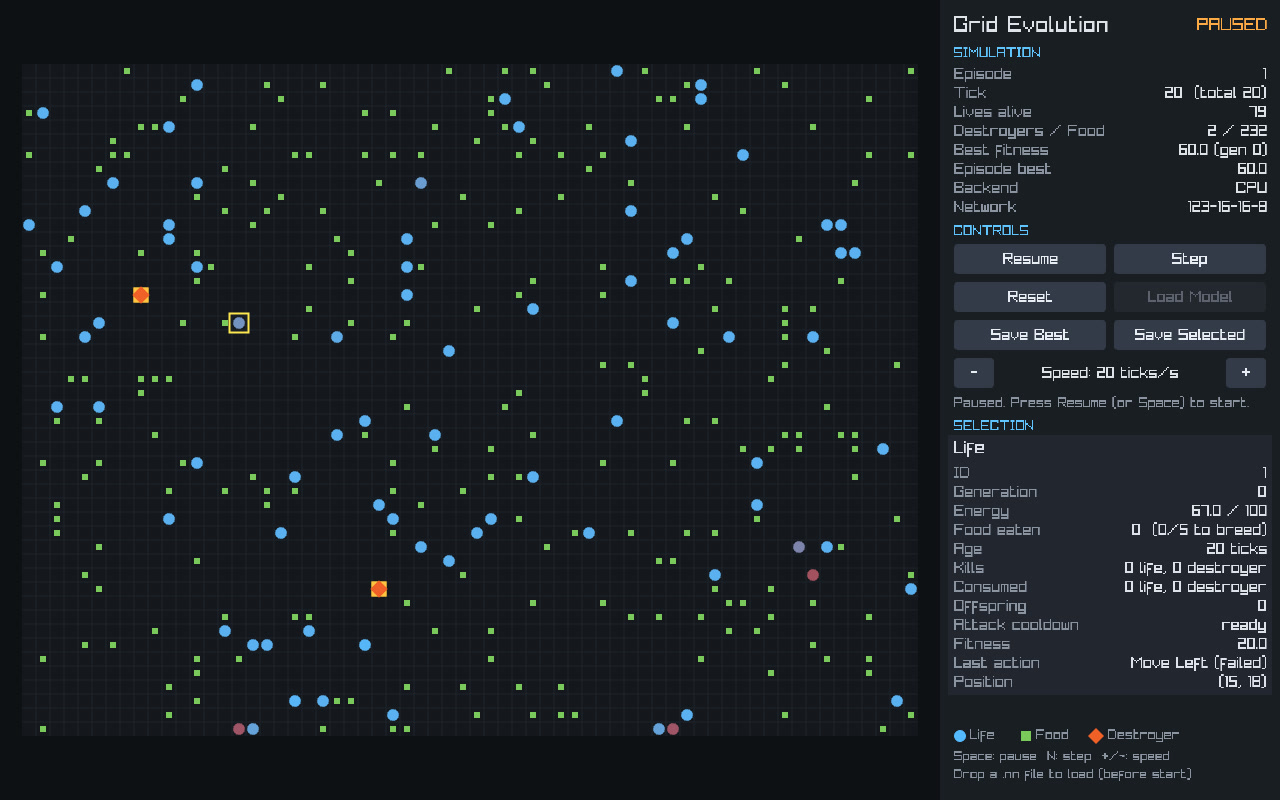 Grid Evolution PAUSED
SIMULATION
Episode 1
Tick 20 (total 20)
Lives alive 79
Destroyers / Food 2 / 232
Best fitness 60.0 (gen 0)
Episode best 60.0
Backend CPU
Network 123-16-16-8
CONTROLS
Resume Step
Reset Load Model
Save Best Save Selected
- Speed: 20 ticks/s +
Paused. Press Resume (or Space) to start.
SELECTION
Life
ID 1
Generation 0
Energy 67.0 / 100
Food eaten 0 (0/5 to breed)
Age 20 ticks
Kills 0 life, 0 destroyer
Consumed 0 life, 0 destroyer
Offspring 0
Attack cooldown ready
Fitness 20.0
Last action Move Left (failed)
Position (15, 18)
Life Food Destroyer
Space: pause N: step +/-: speed
Drop a .nn file to load (before start)